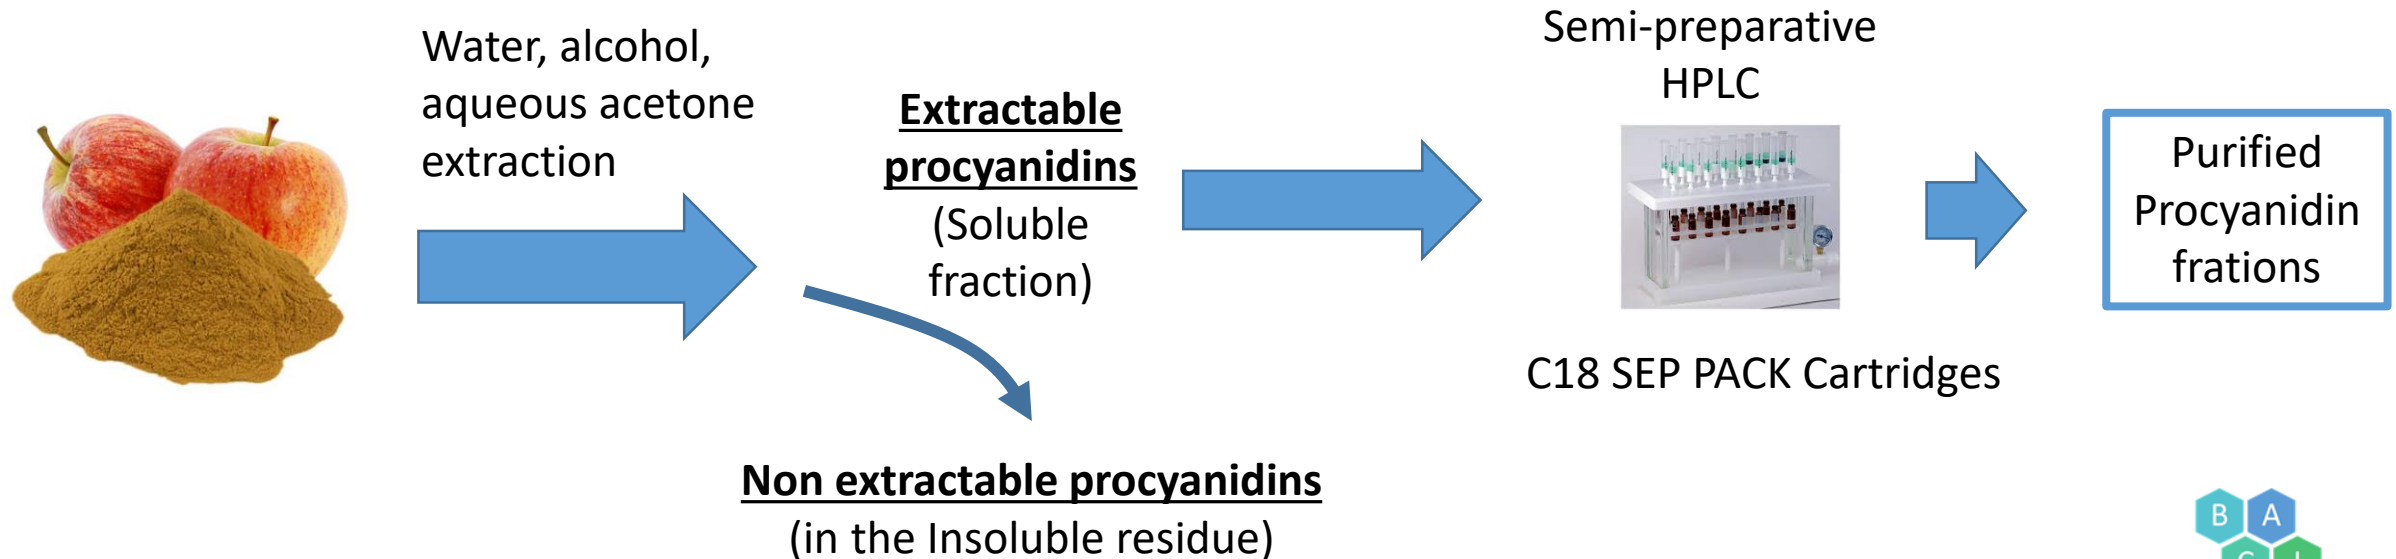 Water, alcohol,
aqueous acetone
extraction
Extractable
procyanidins
(Soluble
fraction)
Non extractable procyanidins
(in the Insoluble residue)
Semi-preparative
HPLC
C18 SEP PACK Cartridges
Purified
Procyanidin
frations
B A